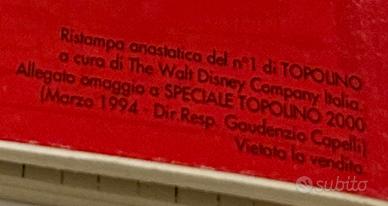 Ristampa anastatica del n°1 di TOPOLINO
a cura di The Walt Disney Company Italia.
Allegato omaggio a SPECIALE TOPOLINO 2000
(Marzo 1994 - Dir. Resp. Gaudenzio Capelli)
Vietata la vendita.
subito